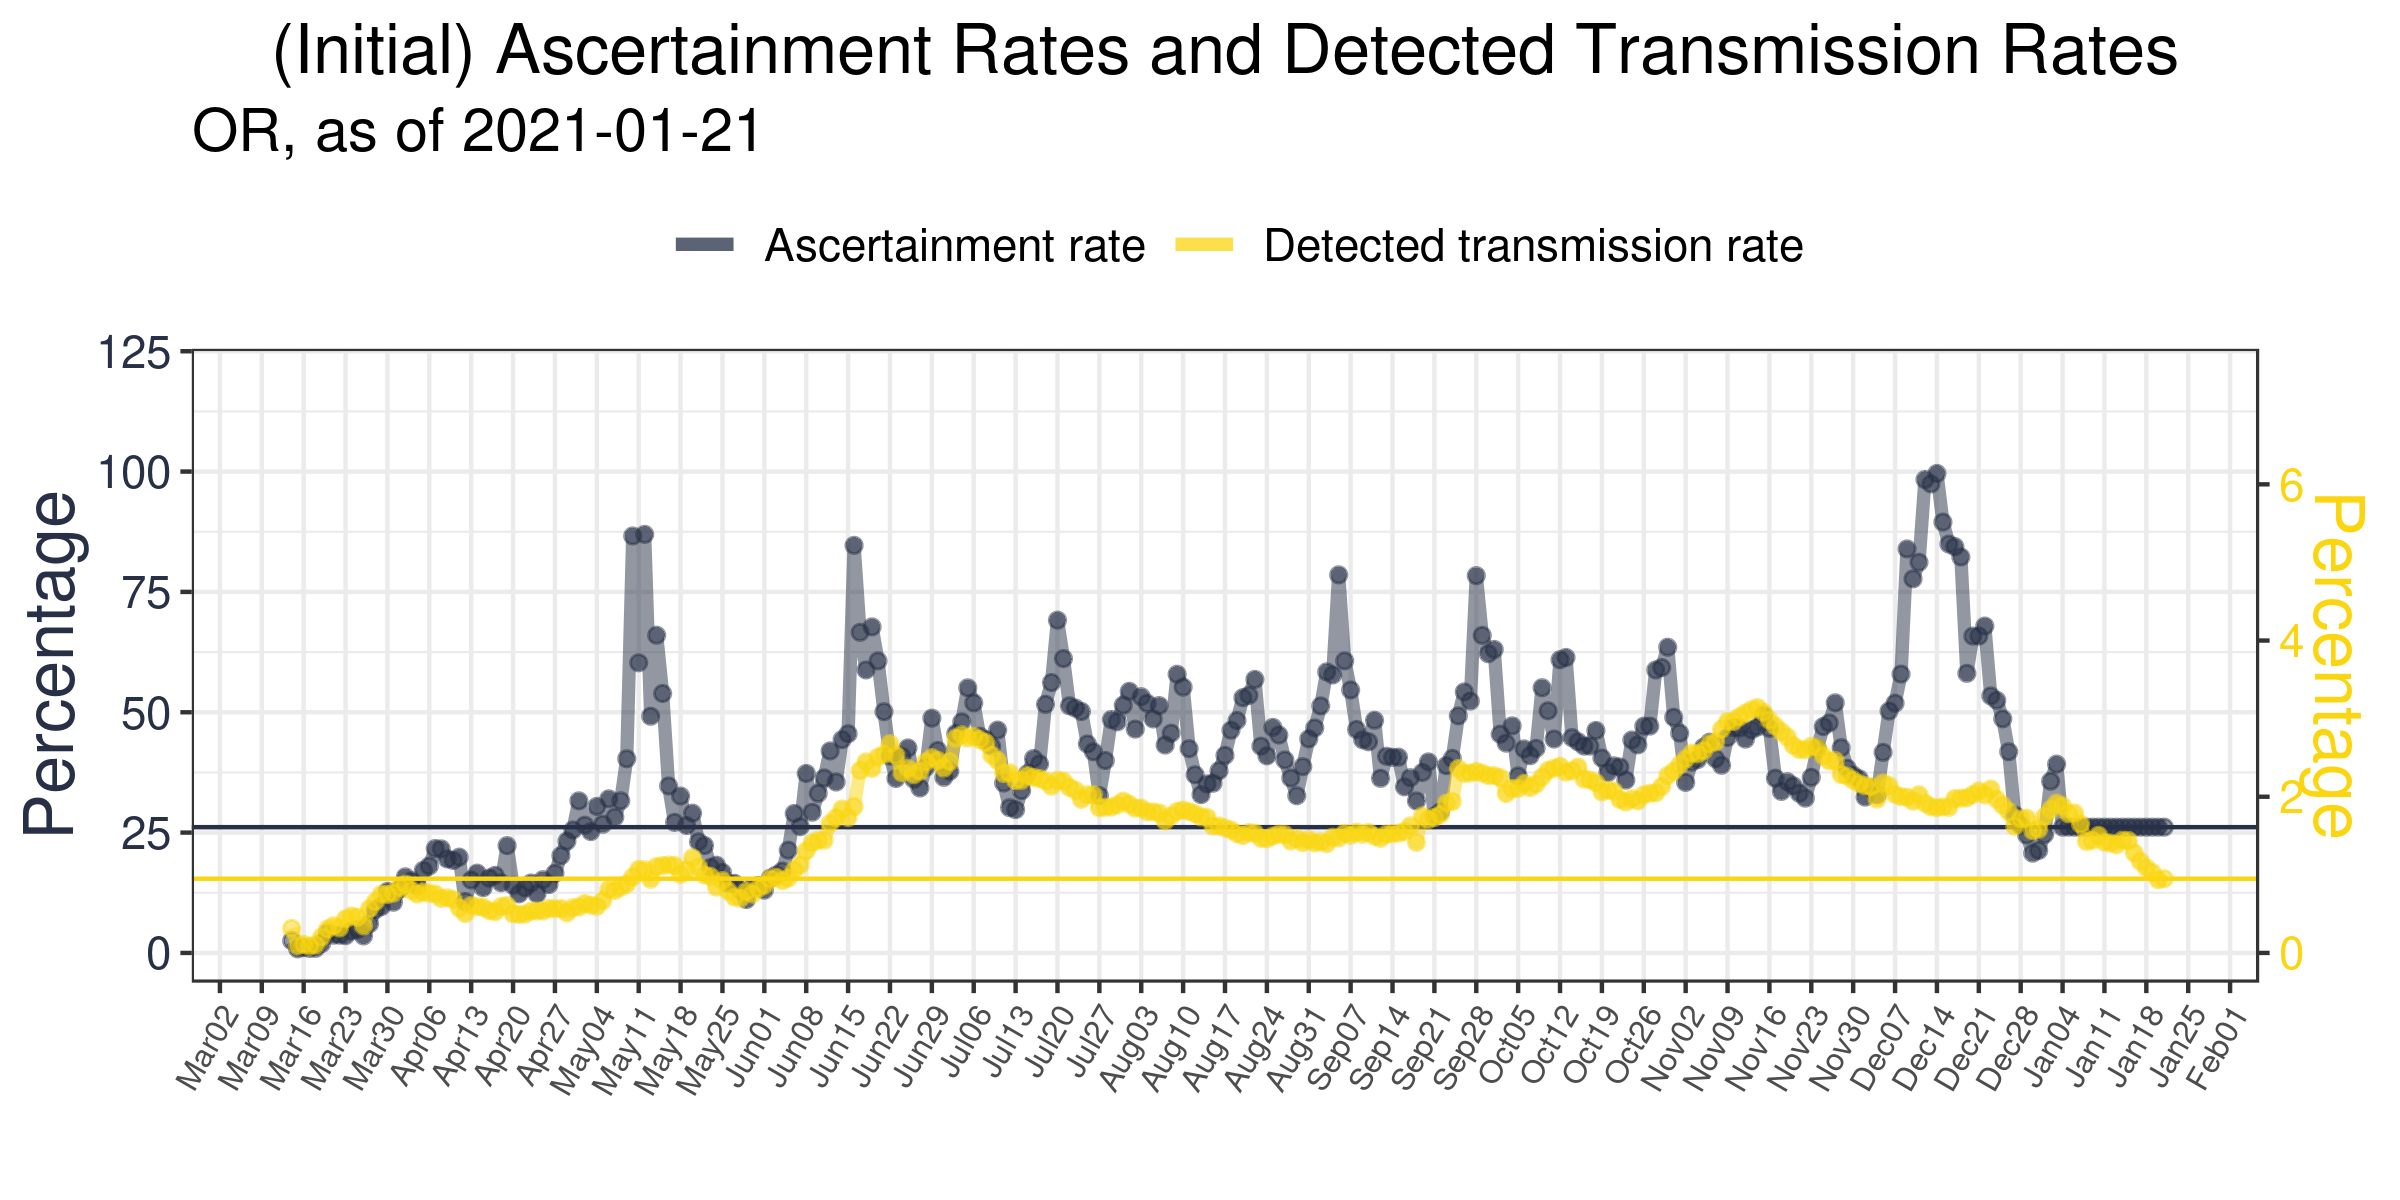 (Initial) Ascertainment Rates and Detected Transmission Rates
OR, as of 2021-01-21
Ascertainment rate
Detected transmission rate
125
100
75
50
25
0
Percentage
6
4
2
0
Percentage
Mar02
Mar09
Mar16
Mar23
Mar30
Apr06
Apr13
Apr20
Apr27
May04
May11
May18
May25
Jun01
Jun08
Jun15
Jun22
Jun29
Jul06
Jul13
Jul20
Jul27
Aug03
Aug10
Aug17
Aug24
Aug31
Sep07
Sep14
Sep21
Sep28
Oct05
Oct12
Oct19
Oct26
Nov02
Nov09
Nov16
Nov23
Nov30
Dec07
Dec14
Dec21
Dec28
Jan04
Jan11
Jan18
Jan25
Feb01